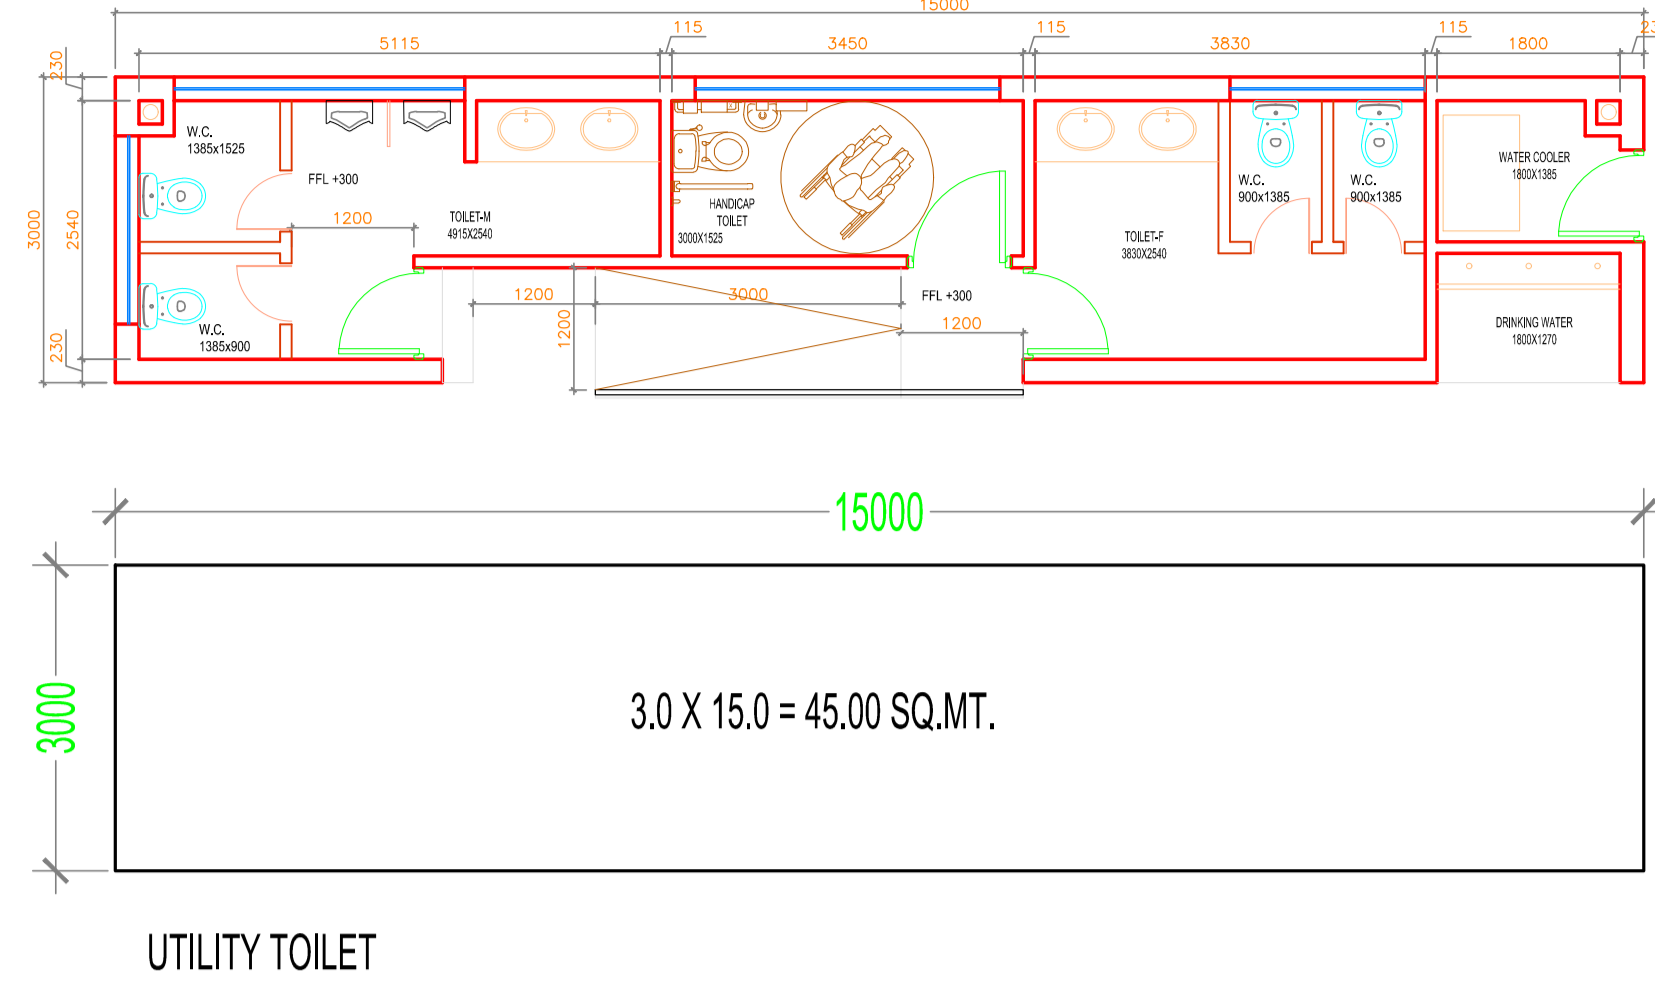 15000
115
115
115
5115
3450
3830
1800
230
3000
2540
230
W.C.
1385x1525
FFL +300
1200
TOILET-M
4915X2540
HANDICAP
TOILET
3000X1525
TOILET-F
3830X2540
W.C.
900x1385
W.C.
900x1385
WATER COOLER
1800X1385
W.C.
1385x900
1200
1200
3000
FFL +300
1200
DRINKING WATER
1800X1270
15000
3000
3.0 X 15.0 = 45.00 SQ.MT.
UTILITY TOILET